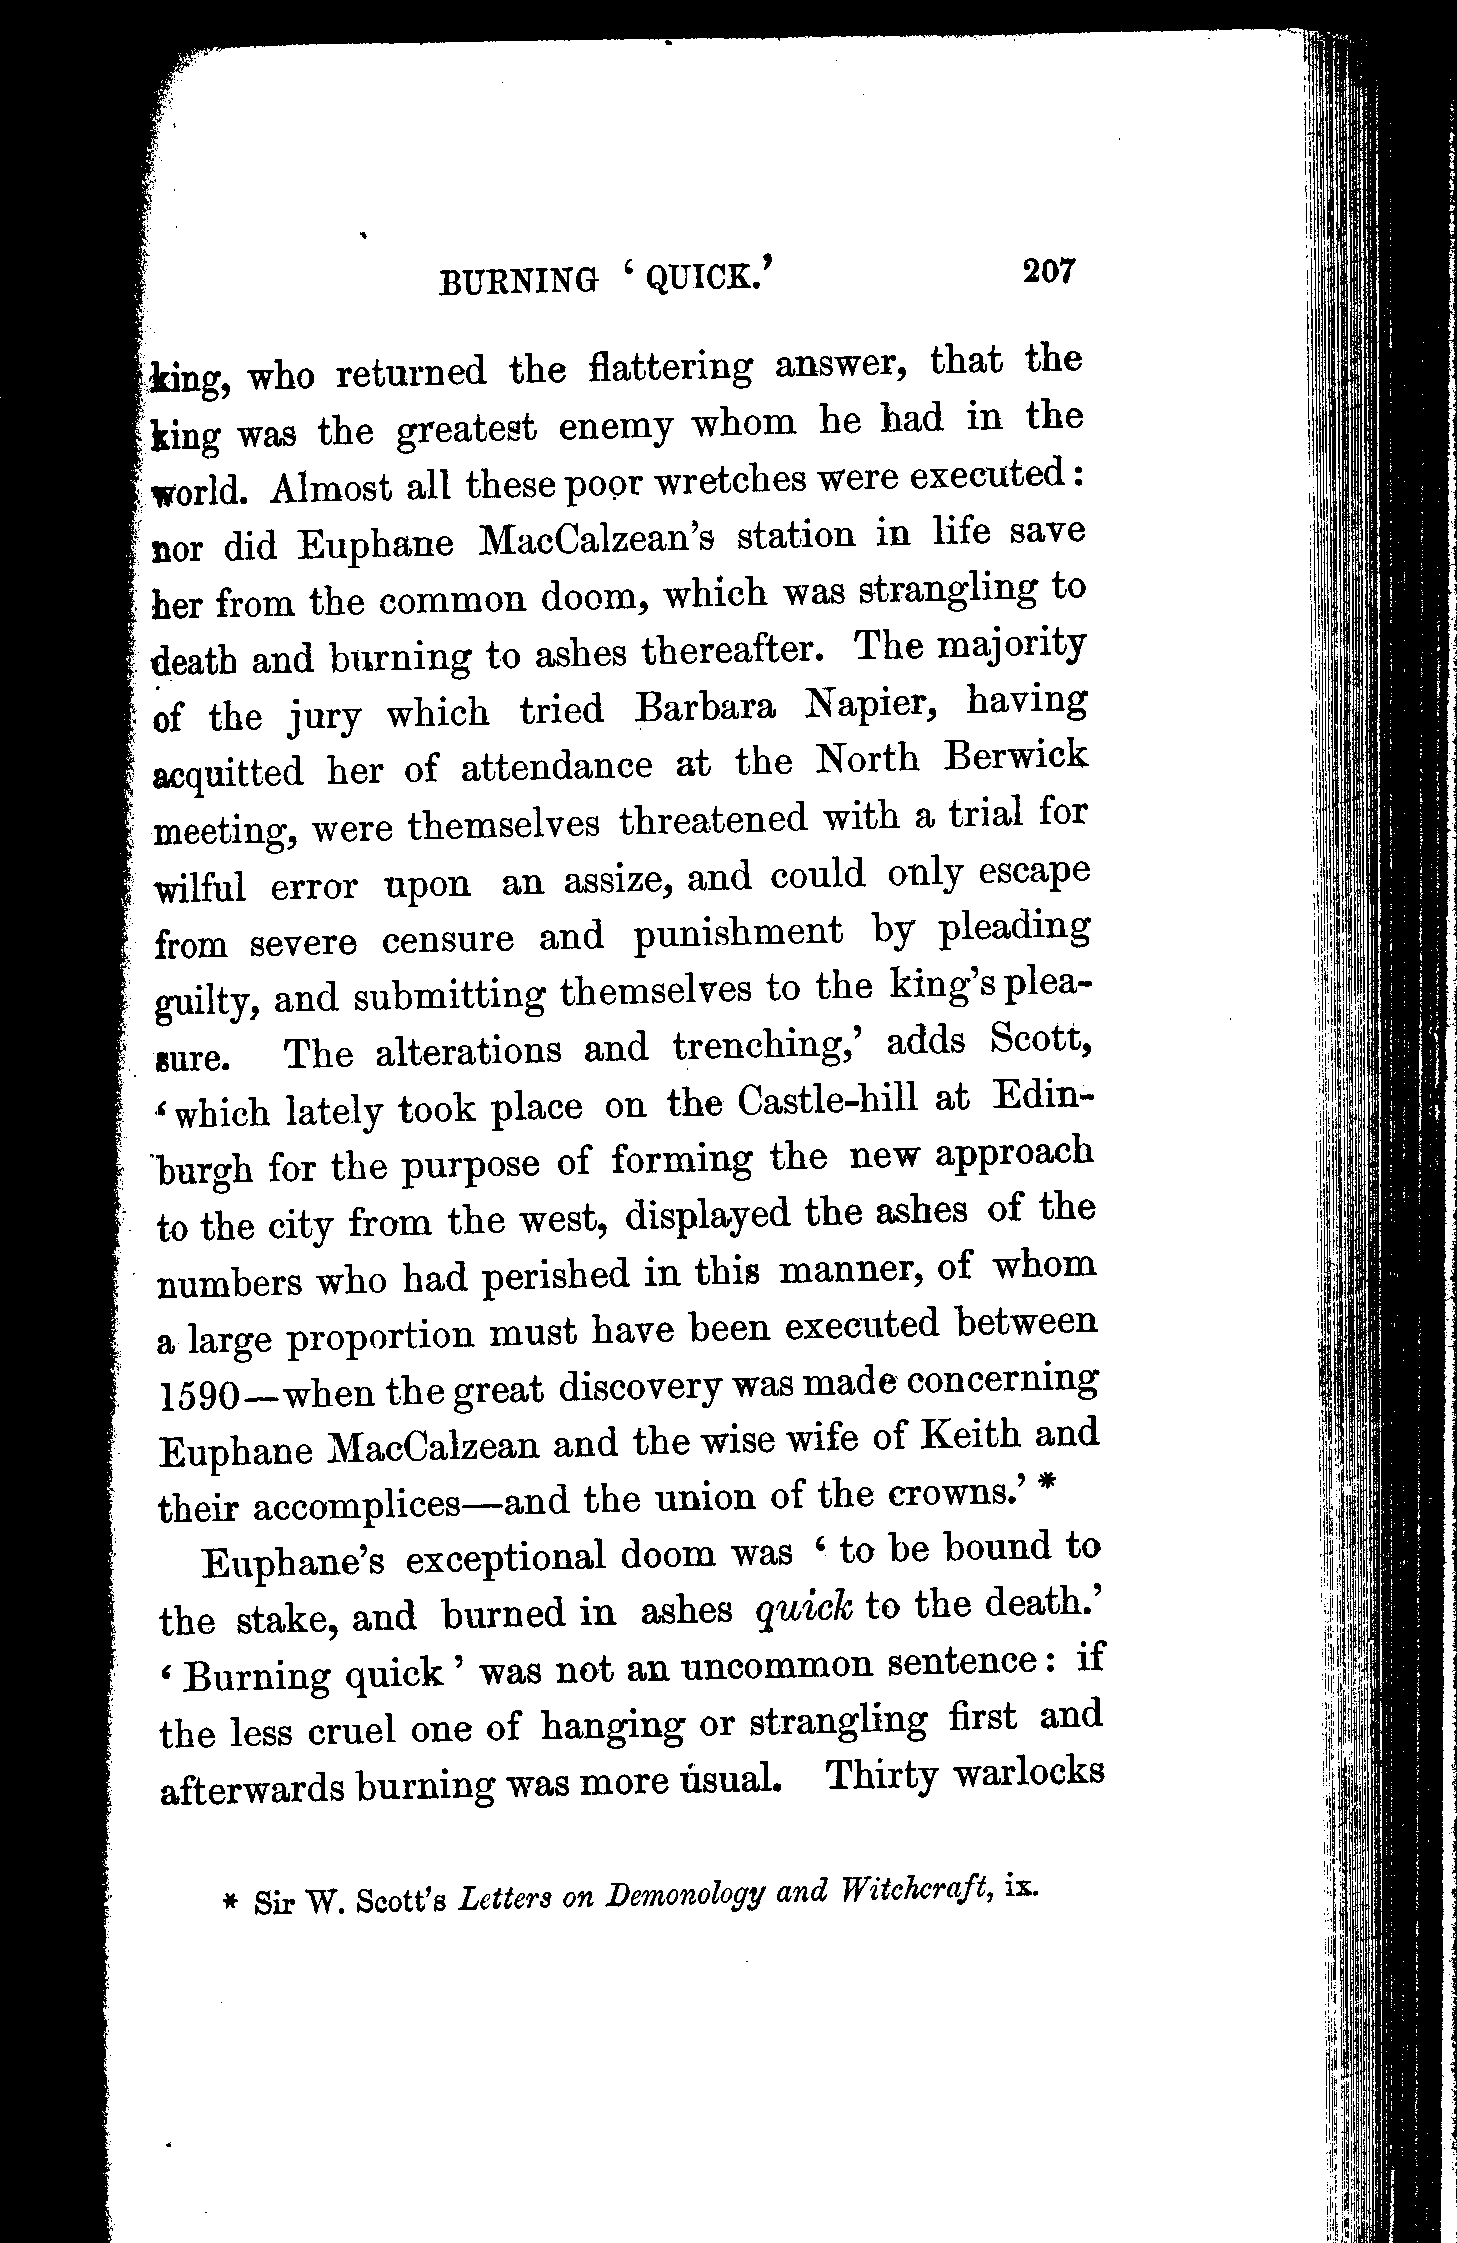 BURNING ‘ QUICK.’ 207
king, who returned the flattering answer, that the
king was the greatest enemy whom he had in the
world. Almost all these poor wretches were executed :
nor did Euphane MacCalzean’s station in life save
her from the common doom, which was strangling to
death and burning to ashes thereafter. The majority
of the jury which tried Barbara Napier, having
acquitted her of attendance at the North Berwick
meeting, were themselves threatened with a trial for
wilful error upon an assize, and could only escape
from severe censure and punishment by pleading
guilty, and submitting themselves to the king’s plea-
sure. The alterations and trenching,’ adds Scott,
‘ which lately took place on the Castle-hill at Edin-
burgh for the purpose of forming the new approach
to the city from the west, displayed the ashes of the
numbers who had perished in this manner, of whom
a large proportion must have been executed between
1590—when the great discovery was made concerning
Euphane MacCalzean and the wise wife of Keith and
their accomplices—and the union of the crowns.’ *
Euphane’s exceptional doom was ‘ to be bound to
the stake, and burned in ashes quick to the death.’
‘ Burning quick ’ was not an uncommon sentence : if
the less cruel one of hanging or strangling first and
afterwards burning was more usual. Thirty warlocks
* Sir W. Scott’s Letters on Demonology and Witchcraft, ix.